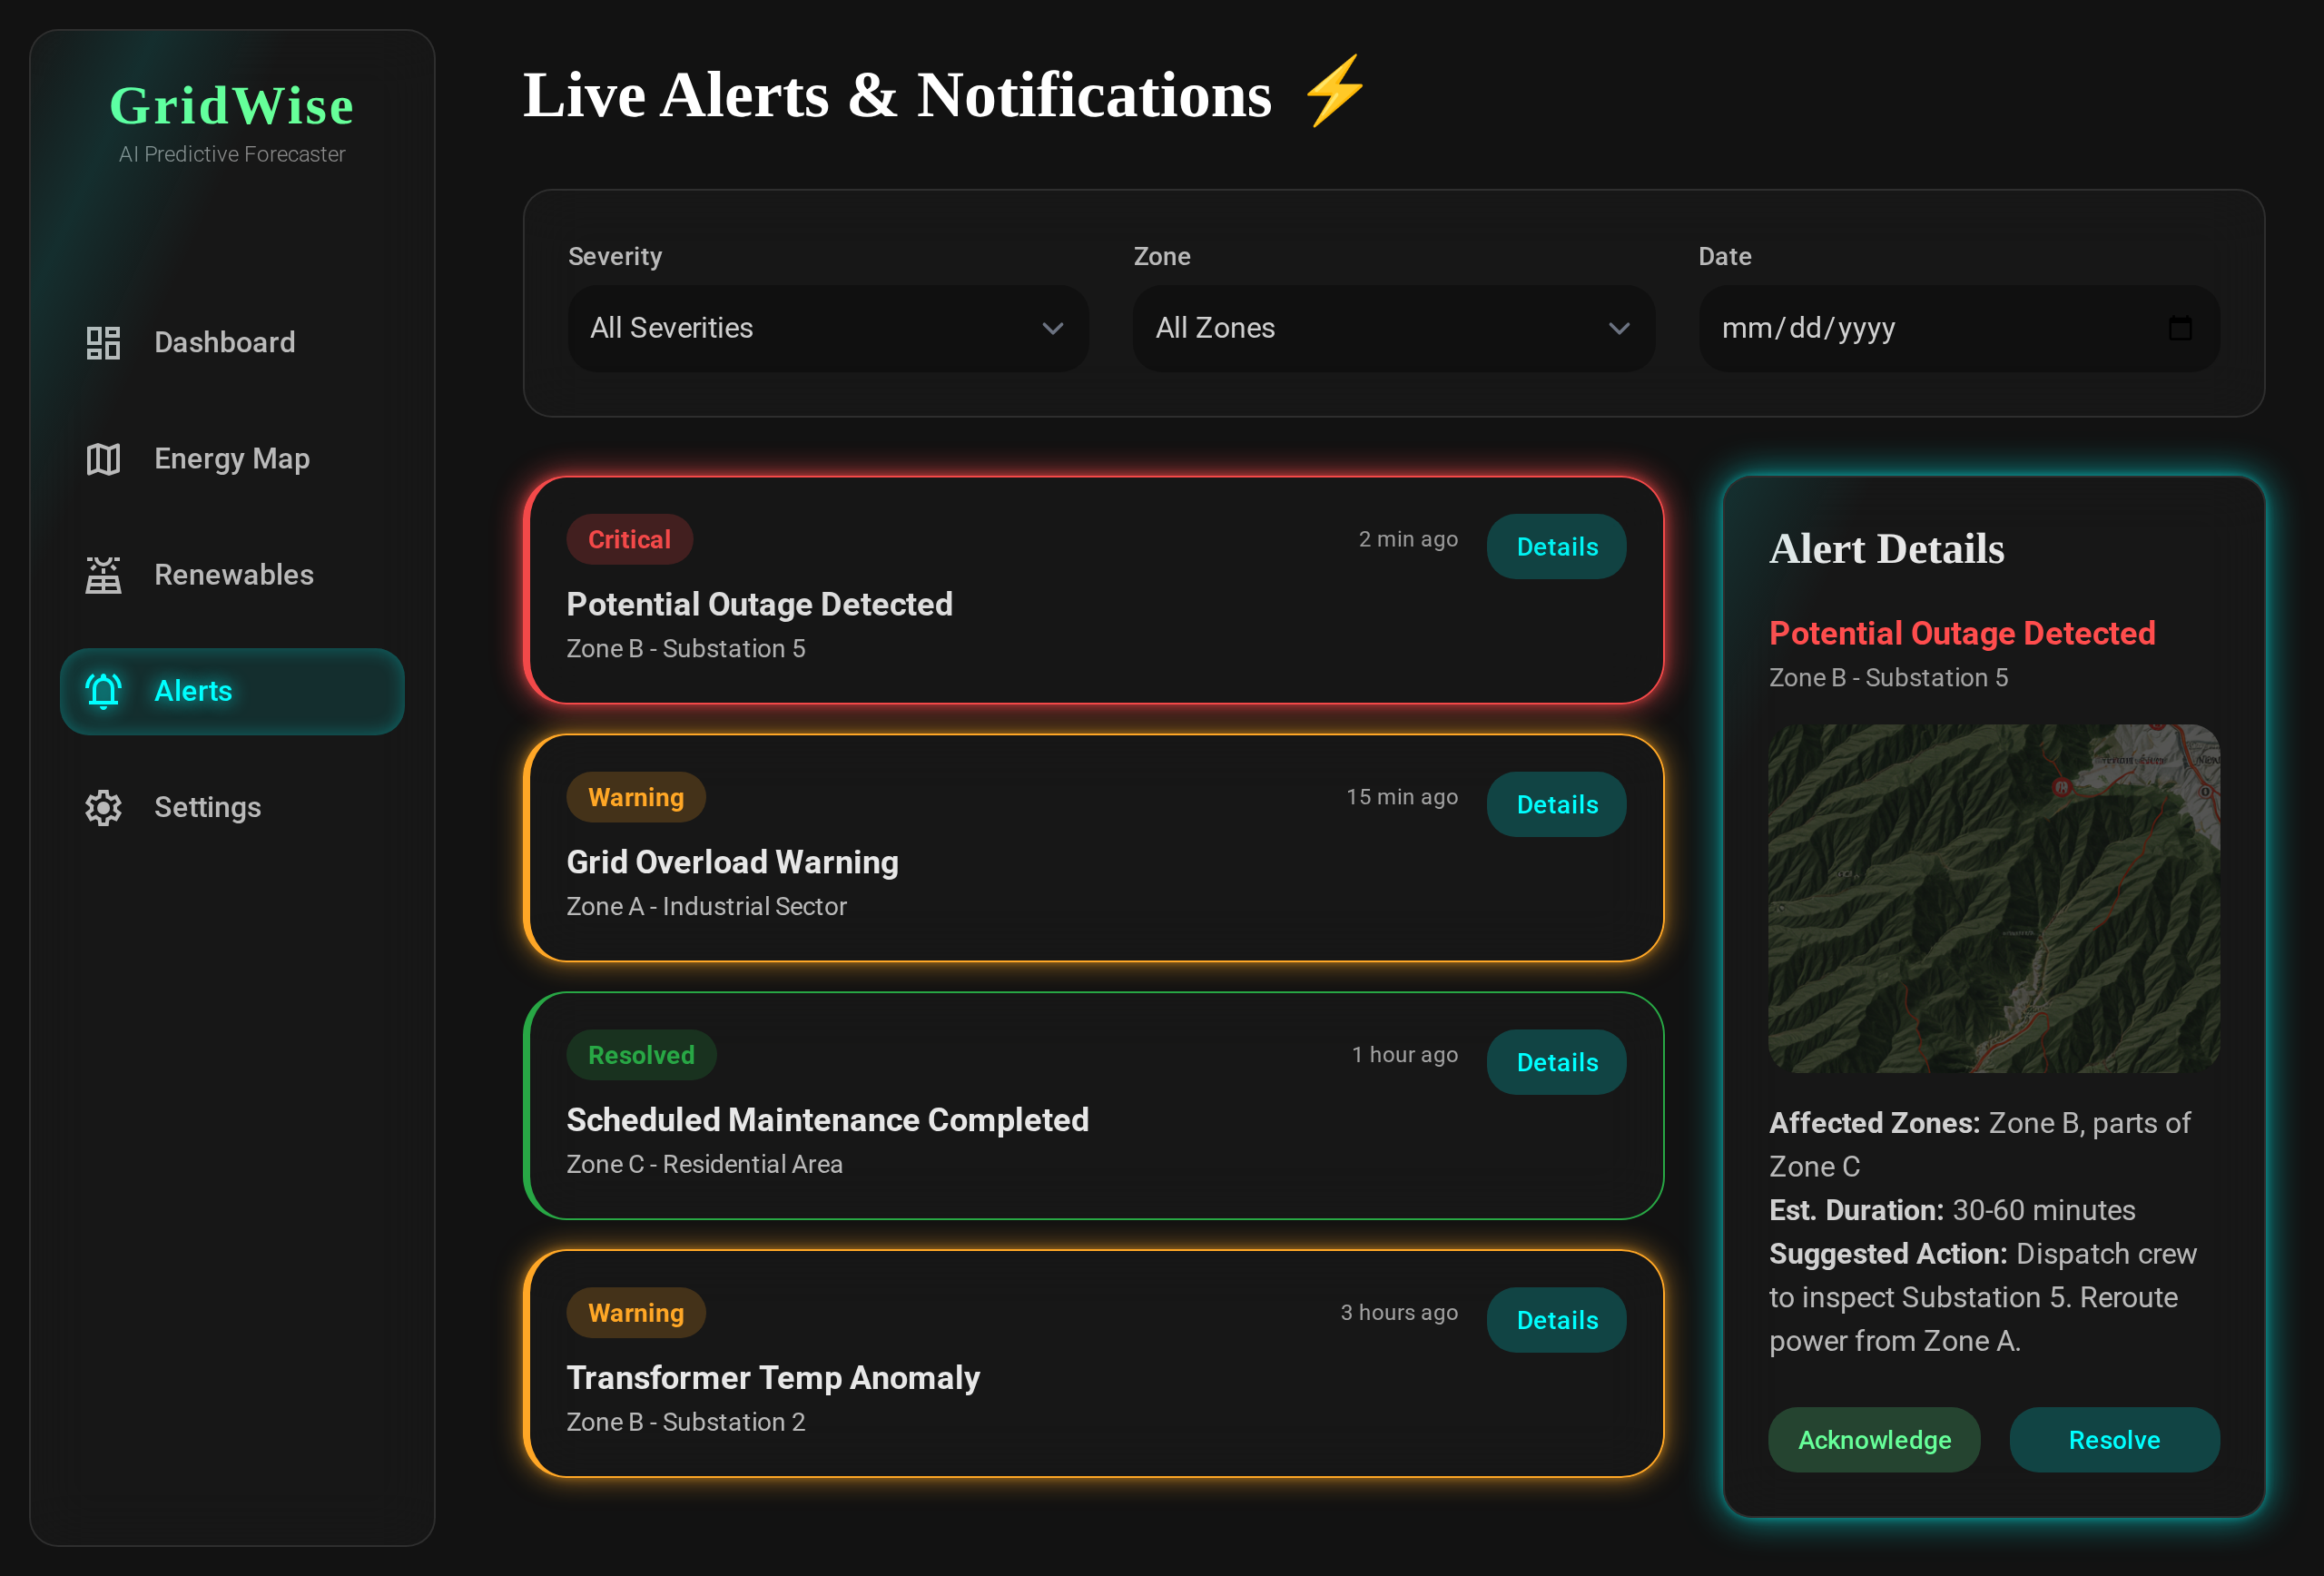 GridWise
AI Predictive Forecaster
Dashboard
Energy Map
Renewables
Alerts
Settings
Live Alerts & Notifications ⚡
Severity
All Severities
Zone
All Zones
Date
mm/dd/yyyy
Critical
2 min ago
Details
Potential Outage Detected
Zone B - Substation 5
Warning
15 min ago
Details
Grid Overload Warning
Zone A - Industrial Sector
Resolved
1 hour ago
Details
Scheduled Maintenance Completed
Zone C - Residential Area
Warning
3 hours ago
Details
Transformer Temp Anomaly
Zone B - Substation 2
Alert Details
Potential Outage Detected
Zone B - Substation 5
Affected Zones: Zone B, parts of
Zone C
Est. Duration: 30-60 minutes
Suggested Action: Dispatch crew
to inspect Substation 5. Reroute
power from Zone A.
Acknowledge
Resolve